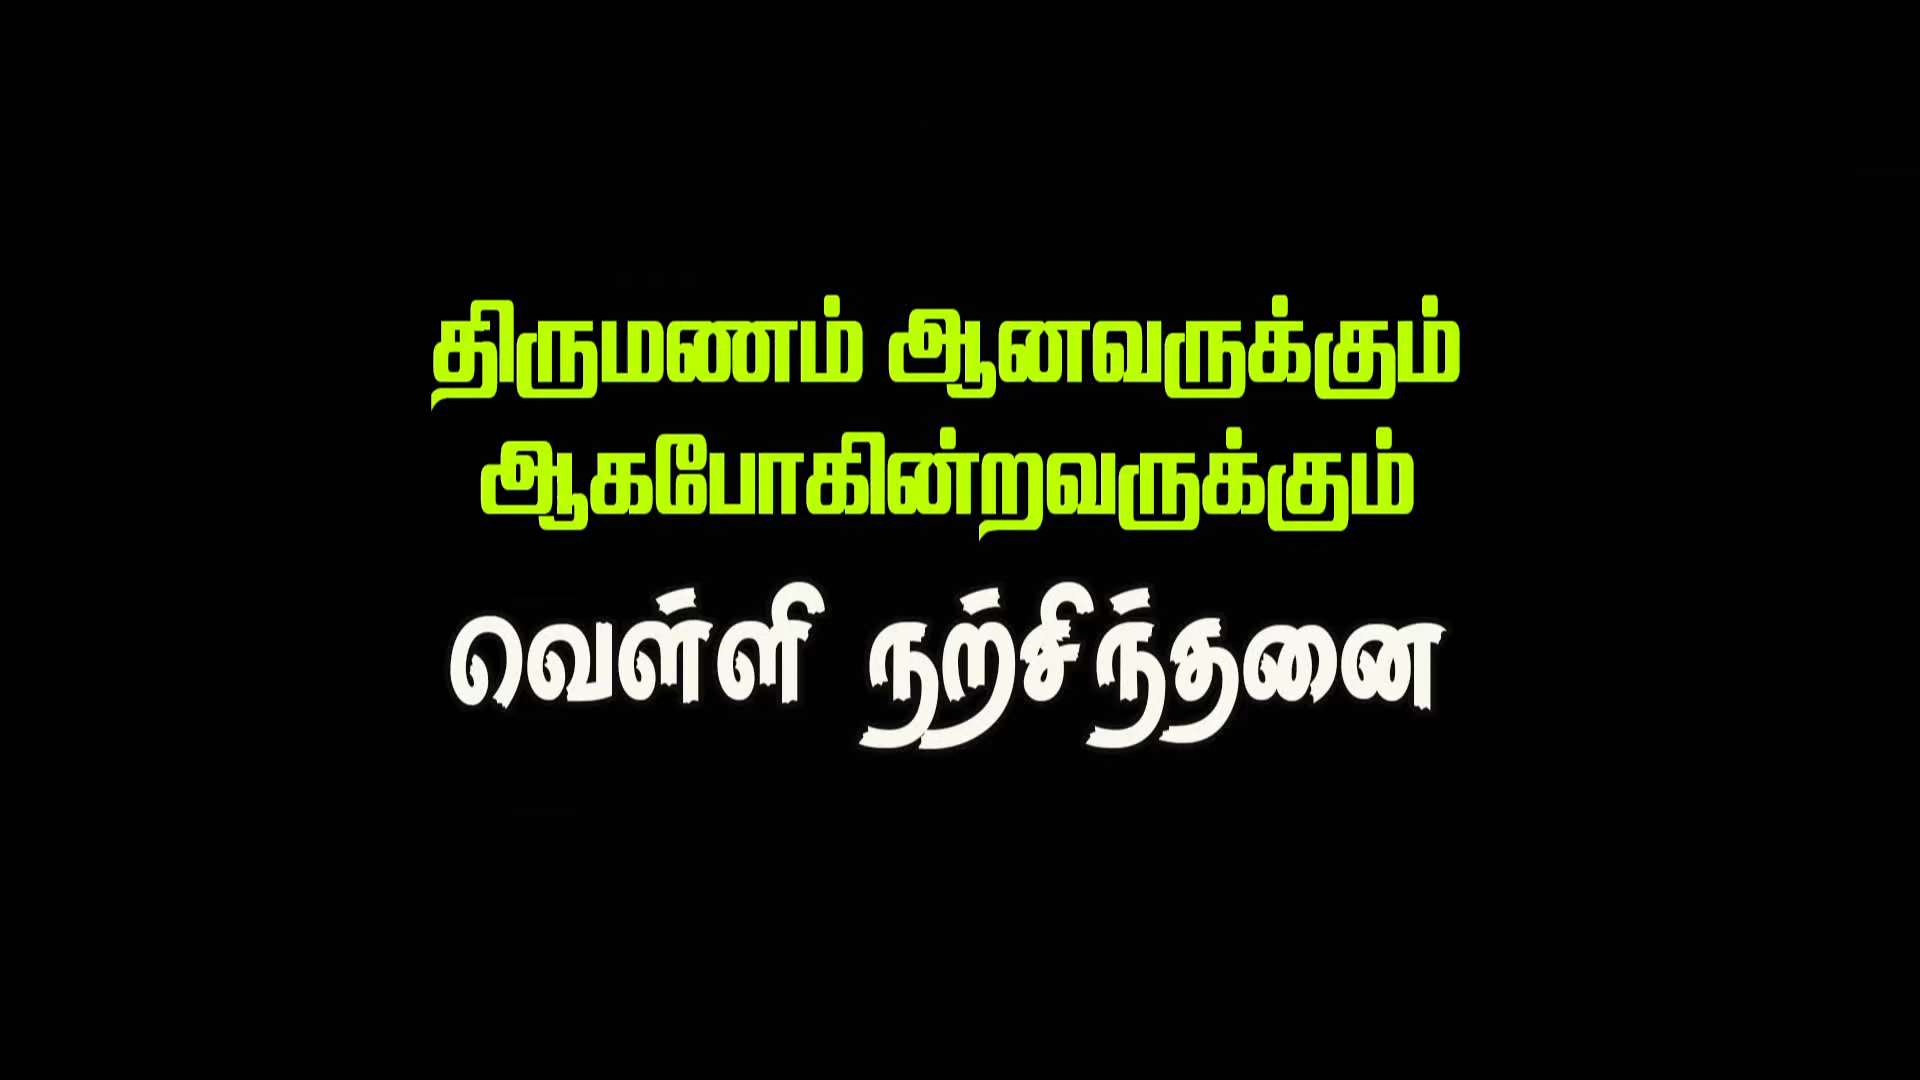 திருமணம் ஆனவருக்கும்
ஆகபோகின்றவருக்கும்
வெள்ளி நற்சிந்தனை